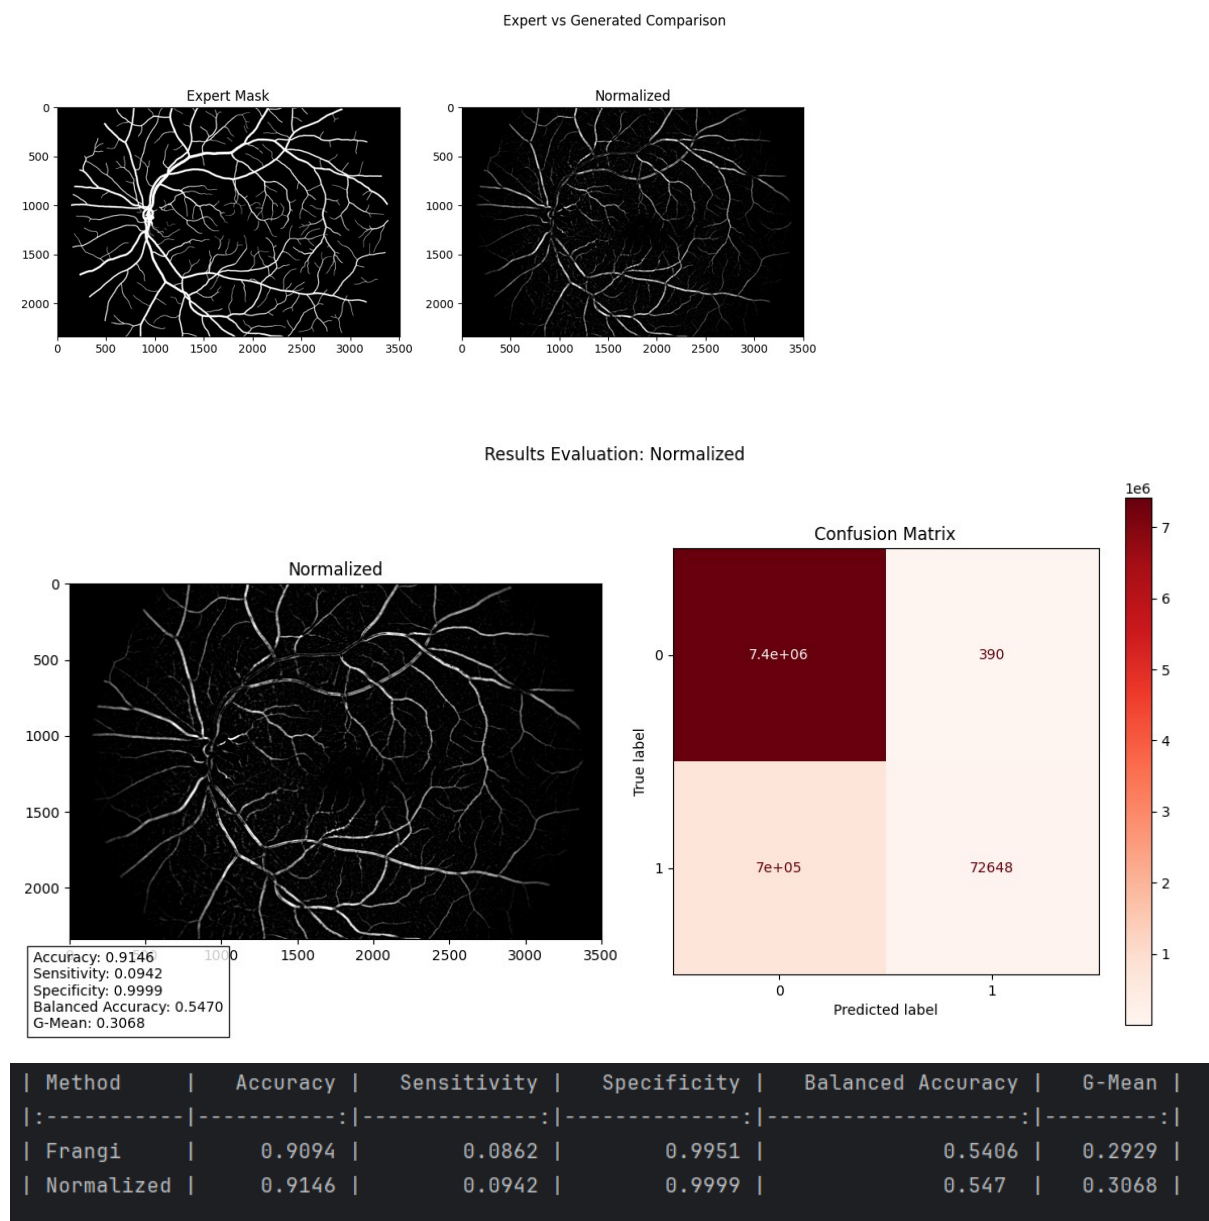 Expert vs Generated Comparison
Expert Mask
0
500
1000
1500
2000
0 500 1000 1500 2000 2500 3000 3500
Normalized
0
500
1000
1500
2000
0 500 1000 1500 2000 2500 3000 3500
Results Evaluation: Normalized
Normalized
0
500
1000
1500
2000
0 500 1000 1500 2000 2500 3000 3500
Accuracy: 0.9146
Sensitivity: 0.0942
Specificity: 0.9999
Balanced Accuracy: 0.5470
G-Mean: 0.3068
Confusion Matrix
True label
0
1
7.4e+06 390
7e+05 72648
0 1
Predicted label
1e6
7
6
5
4
3
2
1
| Method | Accuracy | Sensitivity | Specificity | Balanced Accuracy | G-Mean |
|:-----------|-----------:|--------------:|--------------:|--------------------:|---------:|
| Frangi | 0.9094 | 0.0862 | 0.9951 | 0.5406 | 0.2929 |
| Normalized | 0.9146 | 0.0942 | 0.9999 | 0.547 | 0.3068 |